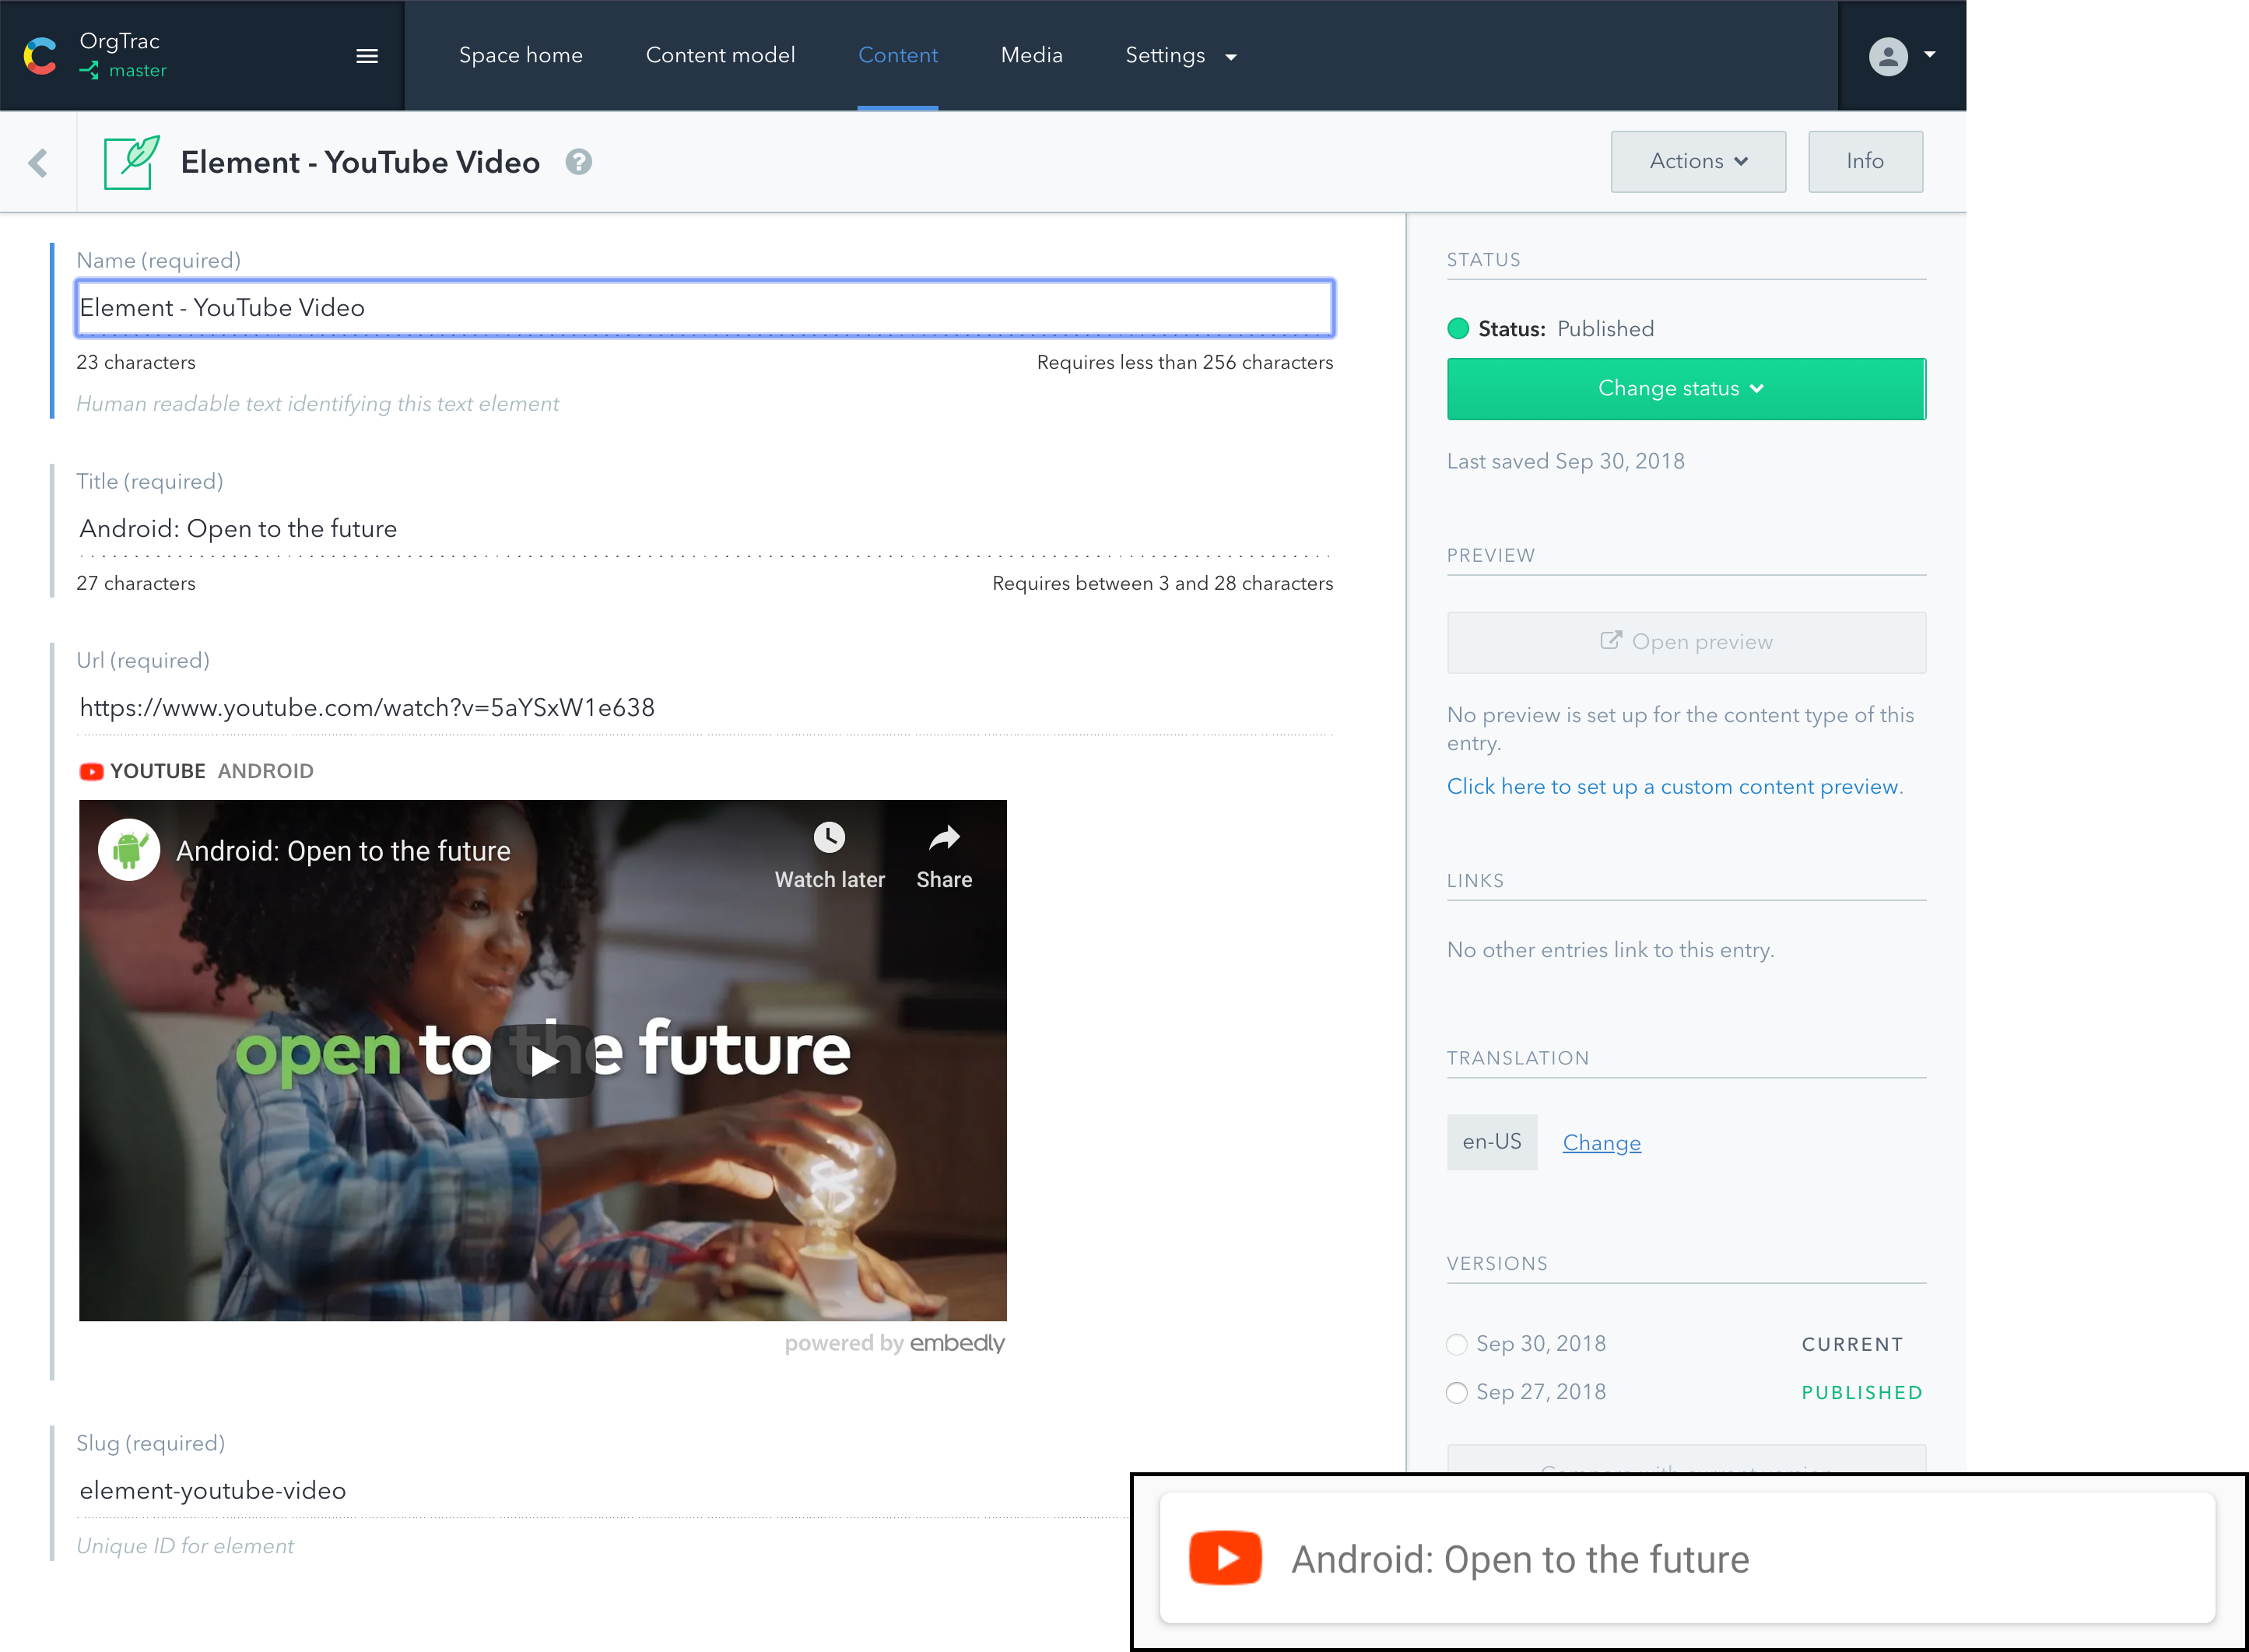 OrgTrac
master
Space home
Content model
Content
Media
Settings
Element - YouTube Video
?
Actions
Info
Name (required)
Element - YouTube Video
23 characters
Requires less than 256 characters
Human readable text identifying this text element
Title (required)
Android: Open to the future
27 characters
Requires between 3 and 28 characters
Url (required)
https://www.youtube.com/watch?v=5aYSxW1e638
YOUTUBE ANDROID
Android: Open to the future
Watch later
Share
open to the future
powered by embedly
Slug (required)
element-youtube-video
Unique ID for element
STATUS
Status: Published
Change status
Last saved Sep 30, 2018
PREVIEW
Open preview
No preview is set up for the content type of this
entry.
Click here to set up a custom content preview.
LINKS
No other entries link to this entry.
TRANSLATION
en-US
Change
VERSIONS
Sep 30, 2018
CURRENT
Sep 27, 2018
PUBLISHED
Compare with current version
Android: Open to the future